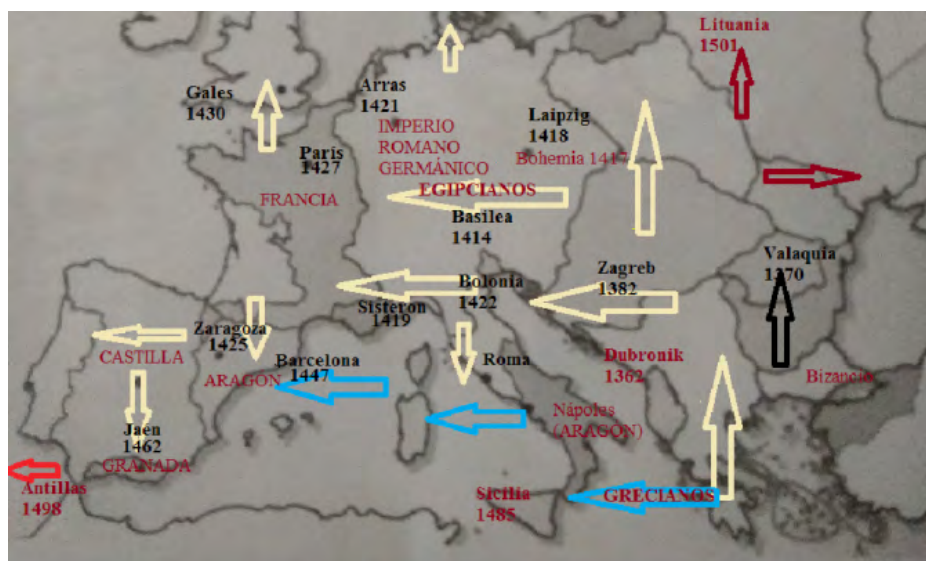 Lituania
1501
Gales
1430
Arras
1421
IMPERIO
ROMANO
GERMÁNICO
Laipzig
1418
Bohemia 1417
París
1427
FRANCIA
EGIPCIANOS
Basilea
1414
Valaquia
1370
Zagreb
1382
Bolonia
1422
Sisteron
1419
Zaragoza
1425
CASTILLA
Barcelona
1447
ARAGÓN
Roma
Dubronik
1362
Bizancio
Nápoles
(ARAGÓN)
Jaén
1462
GRANADA
Antillas
1498
Sicilia
1485
GRECIANOS